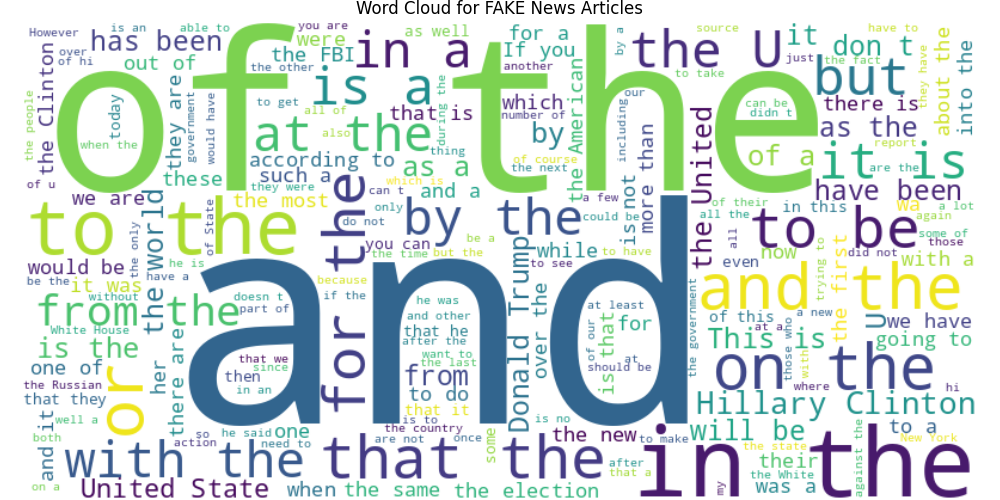 Word Cloud for FAKE News Articles
However
is an
able to
you are
as well
for a
source
have to
has been
were
in a
If you
by a
the U
it
don t
just
the fact
over
of hi
out of
the FBI
the other
another
to take
but
they have
about the
into the
the people
the Clinton
today
when the
they are
government
would have
to get
is a
all of
that is
during the
which
number of
the American
our
including
can be
didn t
there is
of the
at the
also
thing
by
more than
as the
report
according to
such a
as a
of course
the next
is not
of a
it is
are the
of u
these
they were
which is
and a
can t
a few
have been
we are
the most
only
do not
could be
the United
of their
all the
in this
wa
a lot
again
to the
world
the only
of State
for the
by the
you can
the time
but the
be a
while
to see
to have
all
even
to be
now
did not
some of
those
with a
would be
be the
it was
the world
he is
have a
because
if the
without
doesn t
part of
he was
and other
that he
after the
want to
the last
Donald Trump
over the
at least
of our
is that
for
at
should be
the government
and the
trying to
the first
from the
White House
is the
of this
at a
a new
This is
those who
U
we have
going to
one of
the Russian
that they
or
her
there are
that we
since
then
in an
and
from
to do
that it
is to
the country
are not
once
is no
on the
with
where
hi
Hillary Clinton
well a
both
and it
on a
so
action
he said
one
need to
some
the new
to make
will be
to a
the state
New York
against the
with the
that the
after
that a
my
in the
their
the White
was a
United State
when
the same
the election